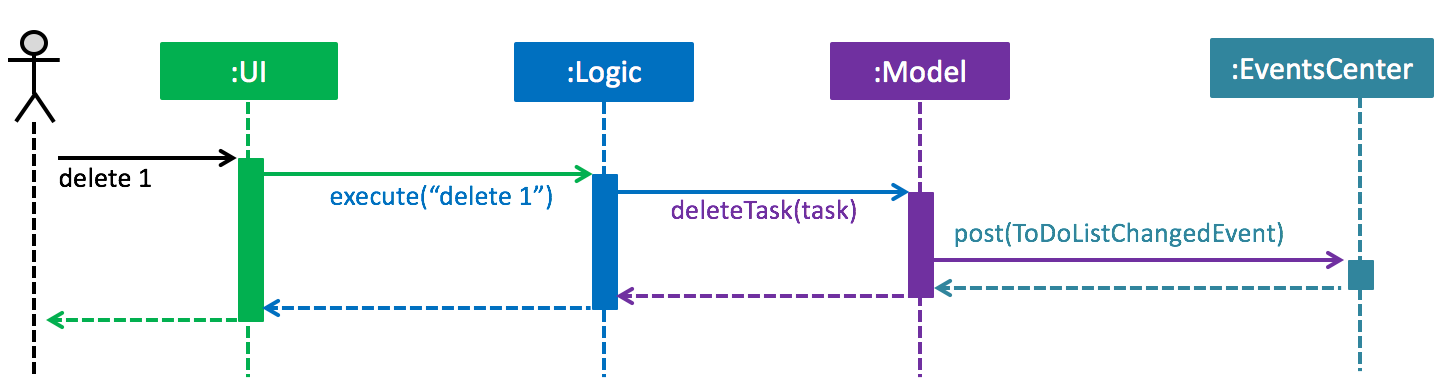 :UI
:Logic
:Model
:EventsCenter
delete 1
execute(“delete 1”)
deleteTask(task)
post(ToDoListChangedEvent)